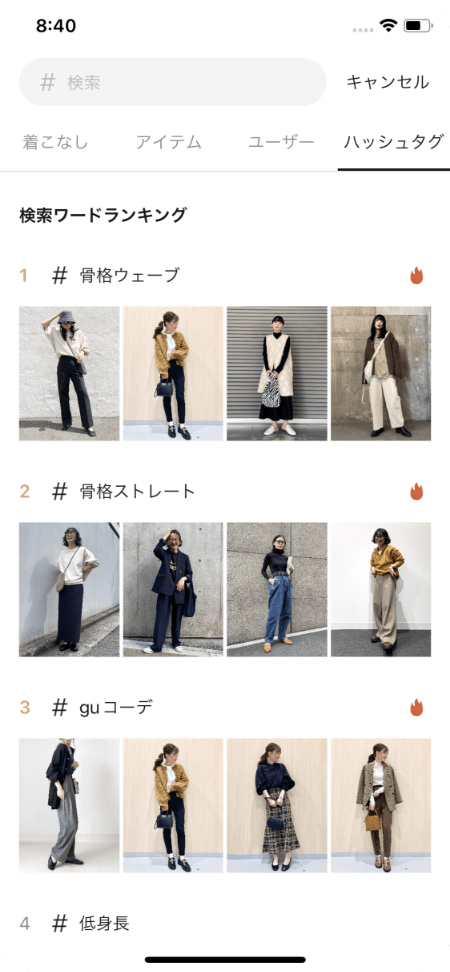 8:40
# 検索
キャンセル
着こなし アイテム ユーザー ハッシュタグ
検索ワードランキング
1 # 骨格ウェーブ
2 # 骨格ストレート
3 # guコーデ
4 # 低身長